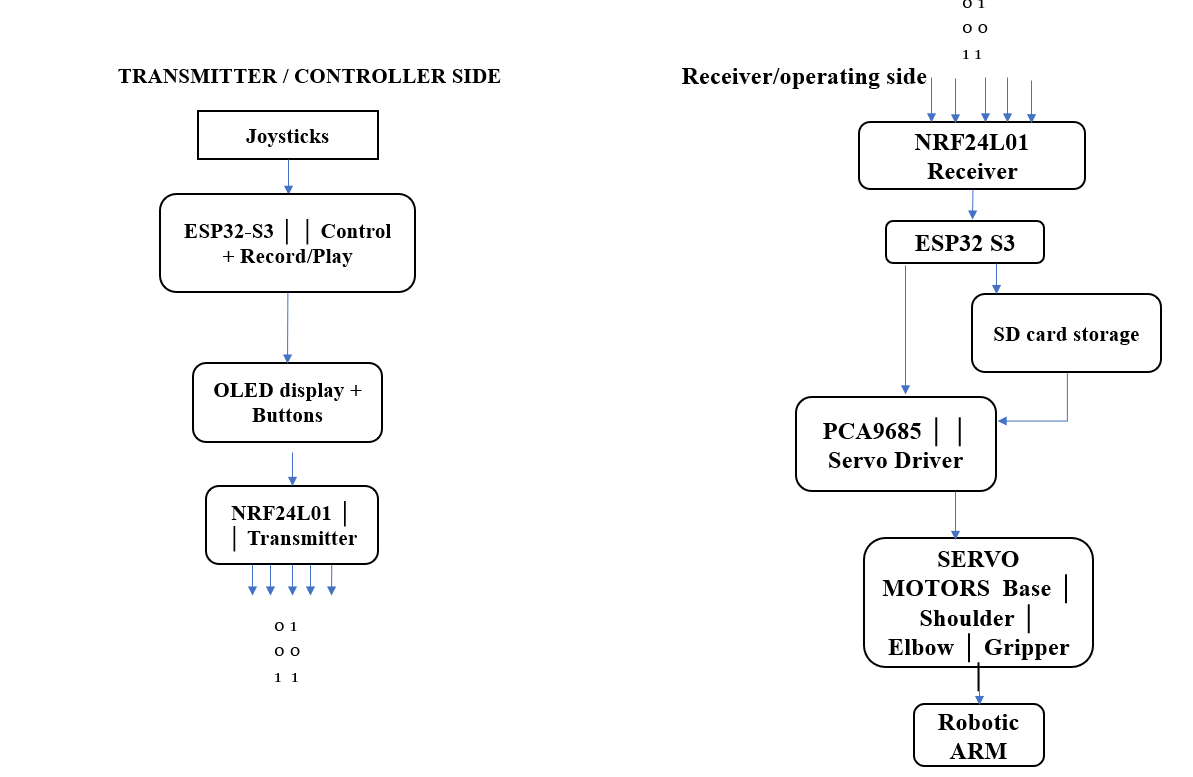 TRANSMITTER / CONTROLLER SIDE
Joysticks
ESP32-S3 │ │ Control
+ Record/Play
OLED display +
Buttons
NRF24L01 │
│ Transmitter
0 1
0 0
1 1
0 1
0 0
1 1
Receiver/operating side
NRF24L01
Receiver
ESP32 S3
SD card storage
PCA9685 │ │
Servo Driver
SERVO
MOTORS Base │
Shoulder │
Elbow │ Gripper
Robotic
ARM